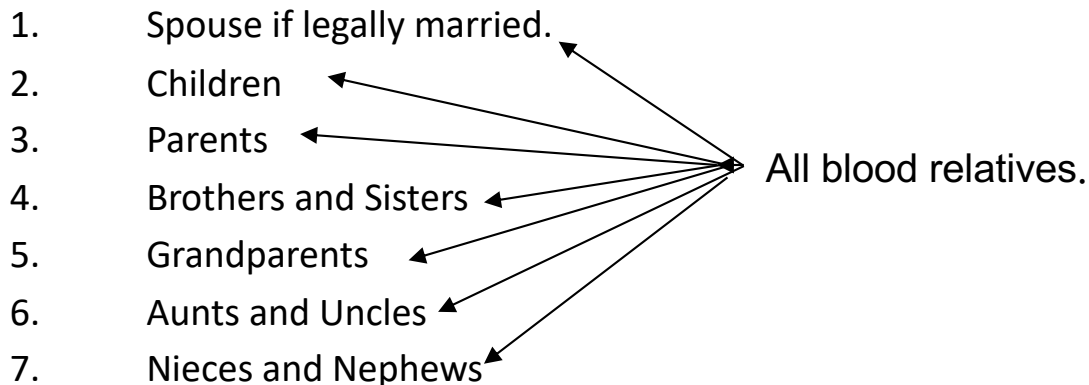 1. Spouse if legally married.
2. Children
3. Parents
All blood relatives.
4. Brothers and Sisters
5. Grandparents
6. Aunts and Uncles
7. Nieces and Nephews